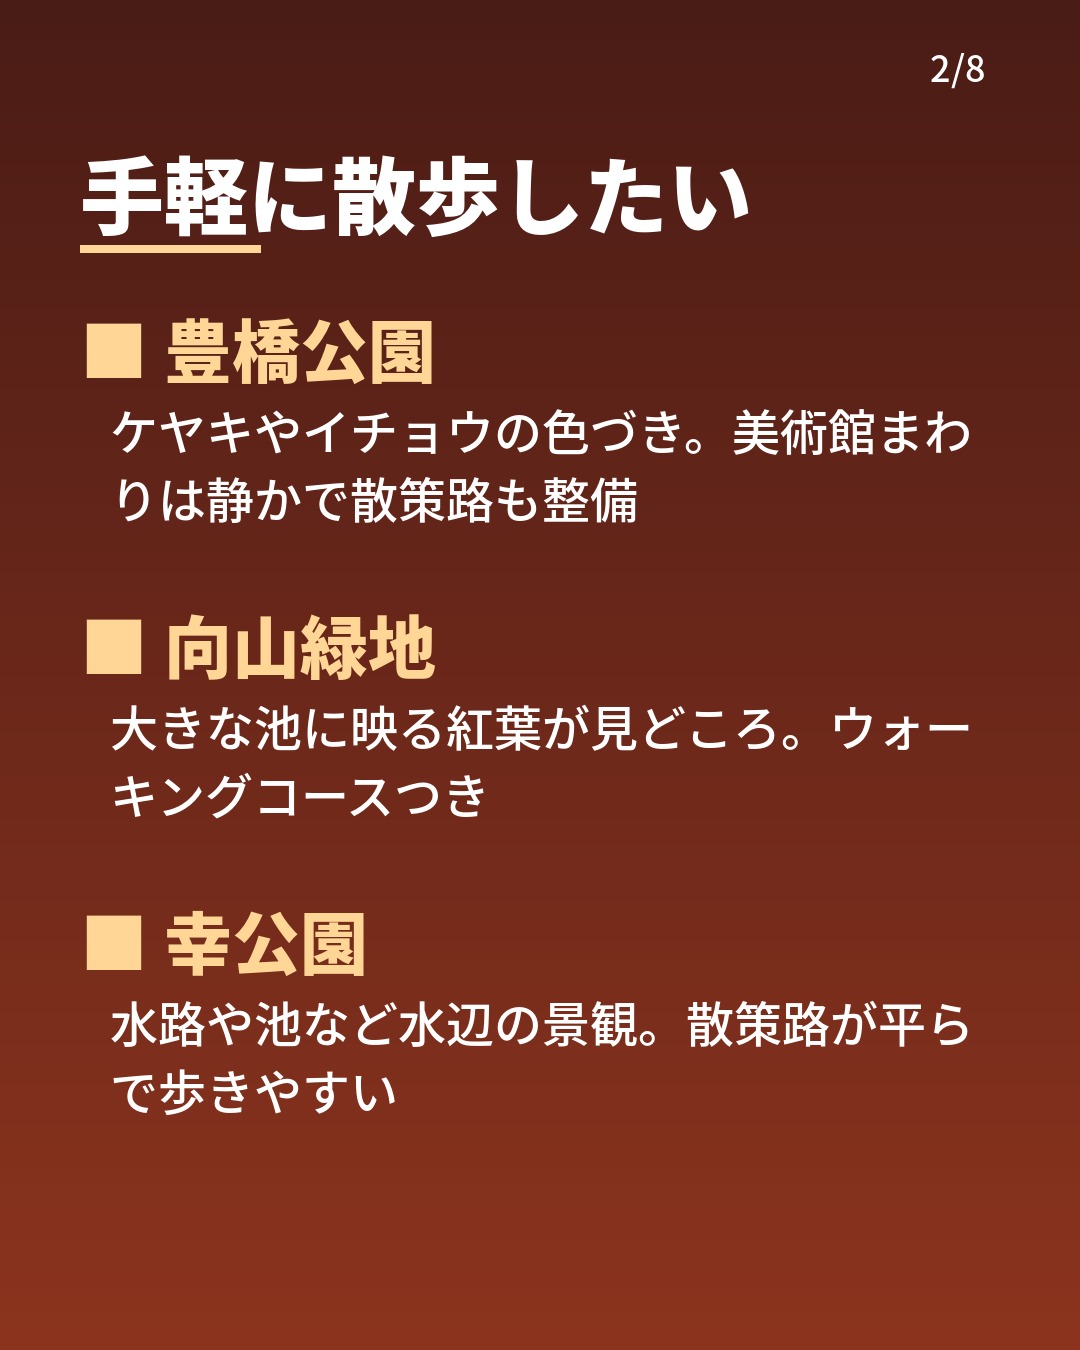 2/8
手軽に散歩したい
■ 豊橋公園
ケヤキやイチョウの色づき。美術館まわ
りは静かで散策路も整備
■ 向山緑地
大きな池に映る紅葉が見どころ。ウォー
キングコースつき
■ 幸公園
水路や池など水辺の景観。散策路が平ら
で歩きやすい